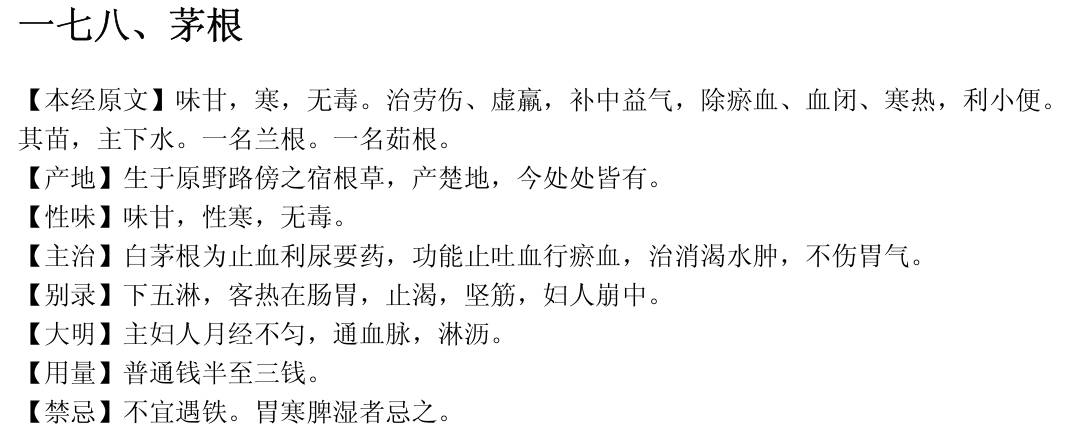 一七八、茅根
【本经原文】味甘，寒，无毒。治劳伤、虚羸，补中益气，除瘀血、血闭、寒热，利小便。
其苗，主下水。一名兰根。一名茹根。
【产地】生于原野路傍之宿根草，产楚地，今处处皆有。
【性味】味甘，性寒，无毒。
【主治】白茅根为止血利尿要药，功能止吐血行瘀血，治消渴水肿，不伤胃气。
【别录】下五淋，客热在肠胃，止渴，坚筋，妇人崩中。
【大明】主妇人月经不匀，通血脉，淋沥。
【用量】普通钱半至三钱。
【禁忌】不宜遇铁。胃寒脾湿者忌之。